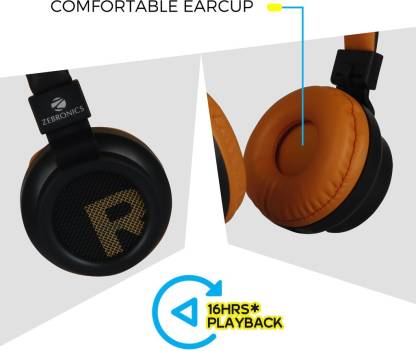 COMFORTABLE EARCUP
ZEBRONICS
R
16HRS*
PLAYBACK